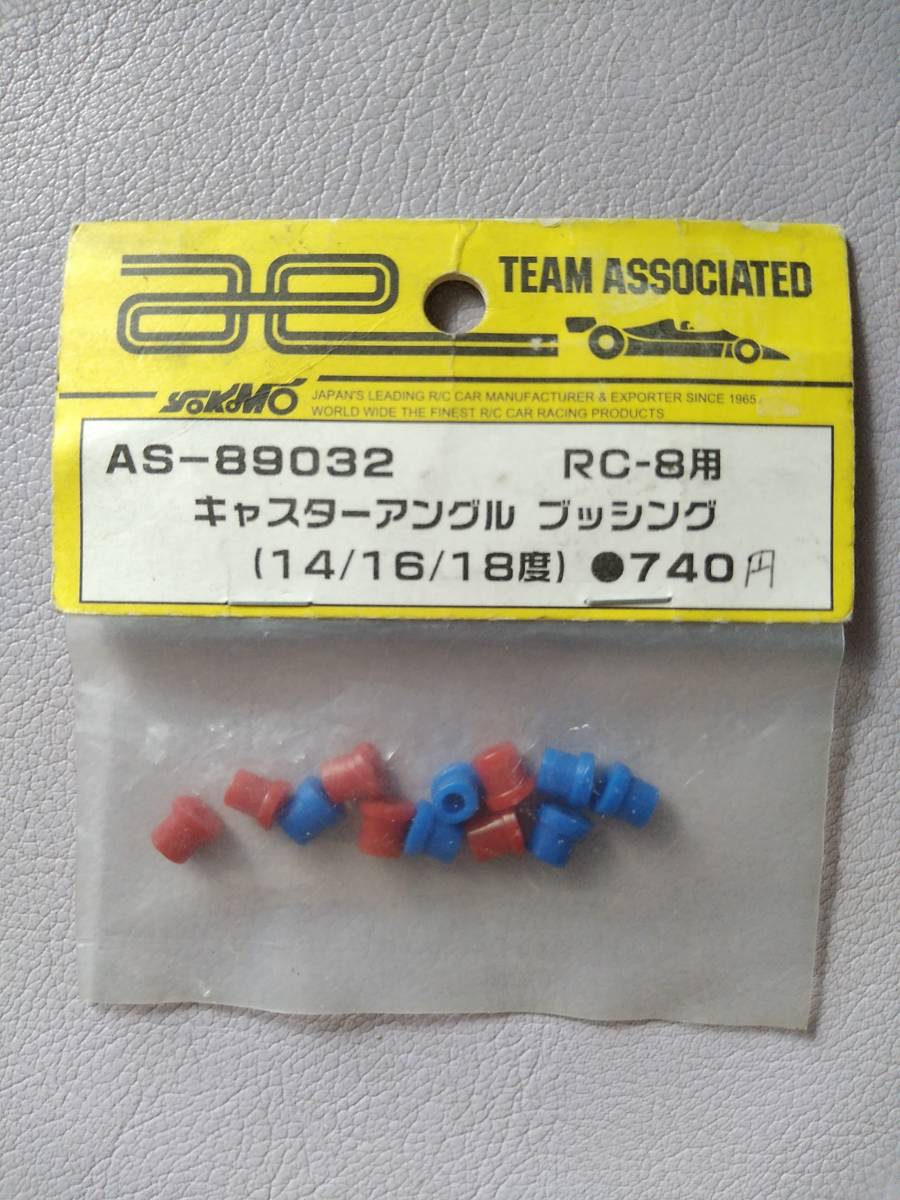 ae TEAM ASSOCIATED
YOKOMO
JAPAN'S LEADING R/C CAR MANUFACTURER & EXPORTER SINCE 1965.
WORLD WIDE THE FINEST R/C CAR RACING PRODUCTS
AS-89032 RC-8用
キャスターアングル ブッシング
(14/16/18度) ●740円